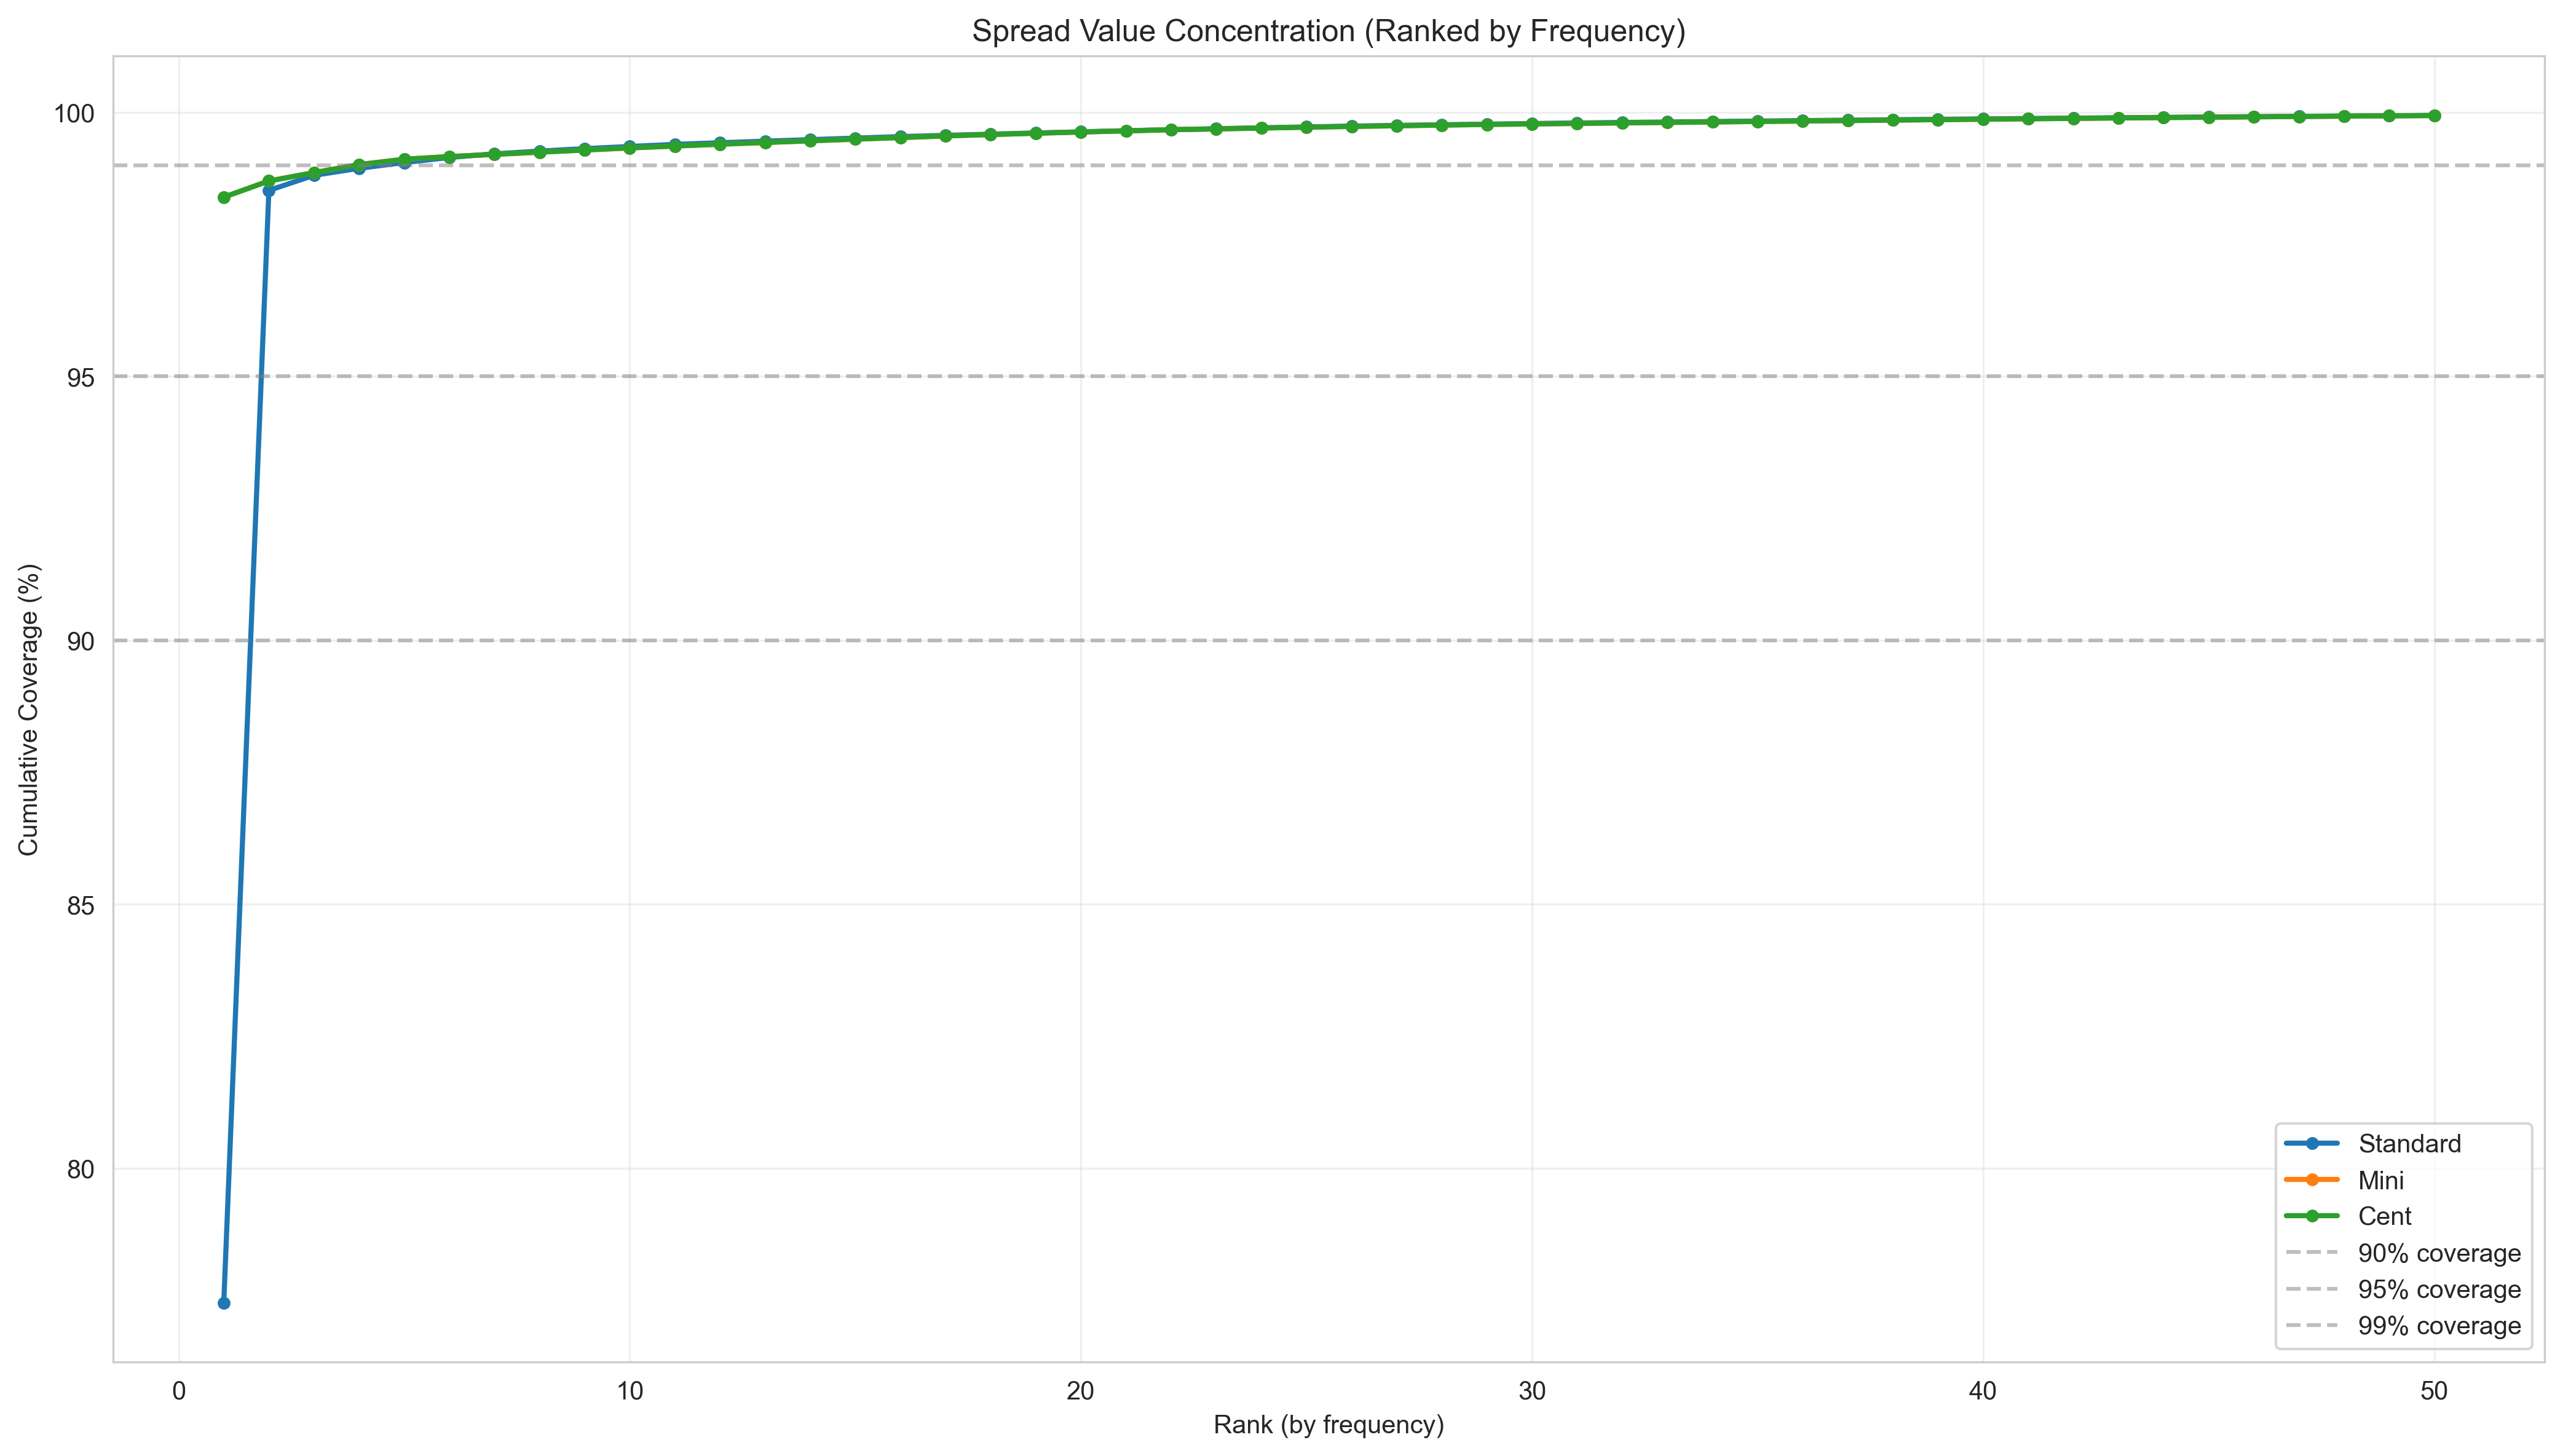 Spread Value Concentration (Ranked by Frequency)
Cumulative Coverage (%)
100
95
90
85
80
0 10 20 30 40 50
Rank (by frequency)
Standard
Mini
Cent
90% coverage
95% coverage
99% coverage